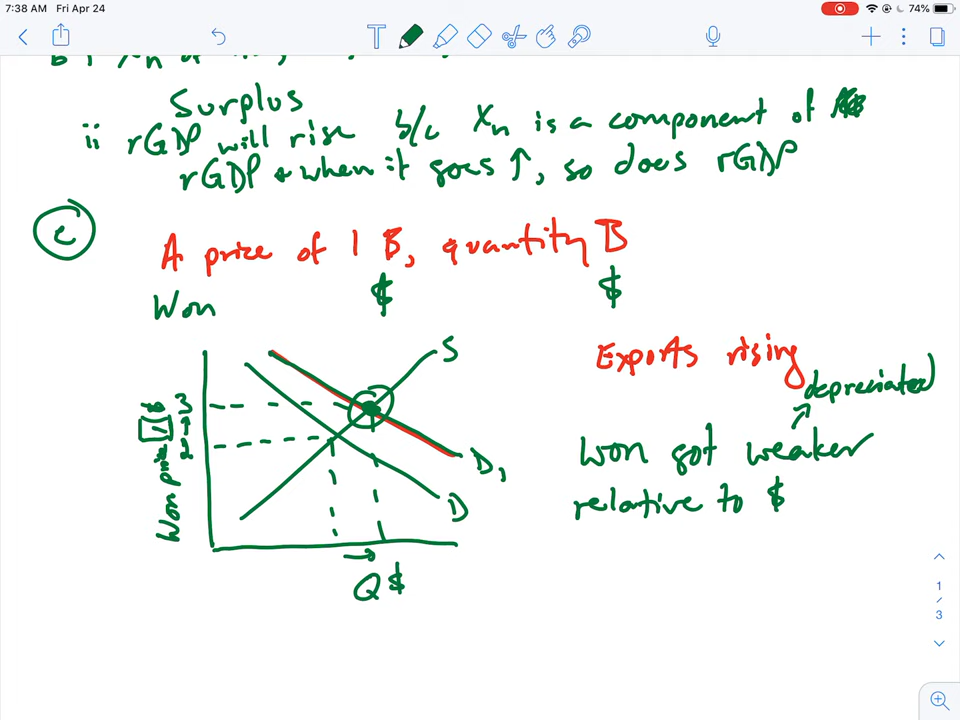 7:38 AM Fri Apr 24
74%
T
Surplus
ii rGDP will rise b/c Xn is a component of
rGDP + when it goes ↑, so does rGDP
A price of 1 B, quantity B
Won $ $
Exports rising
depreciated
S
Won got weaker
relative to $
Won price
D1
D
Q $
1
/
3